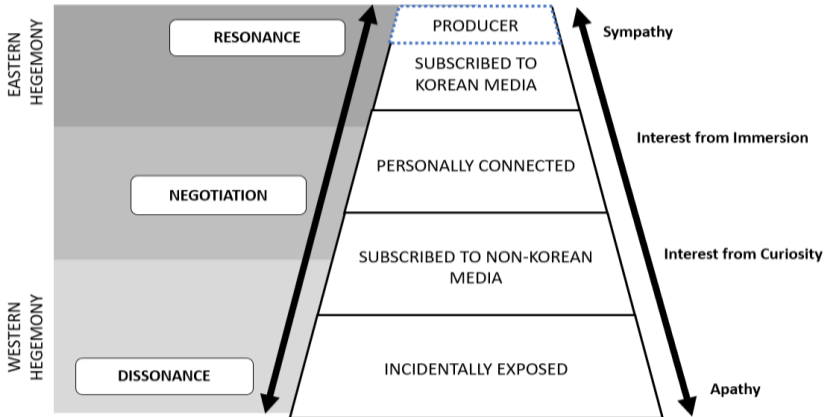 EASTERN
HEGEMONY
RESONANCE
PRODUCER
Sympathy
SUBSCRIBED TO
KOREAN MEDIA
Interest from Immersion
PERSONALLY CONNECTED
NEGOTIATION
SUBSCRIBED TO NON-KOREAN
MEDIA
Interest from Curiosity
WESTERN
HEGEMONY
DISSONANCE
INCIDENTALLY EXPOSED
Apathy